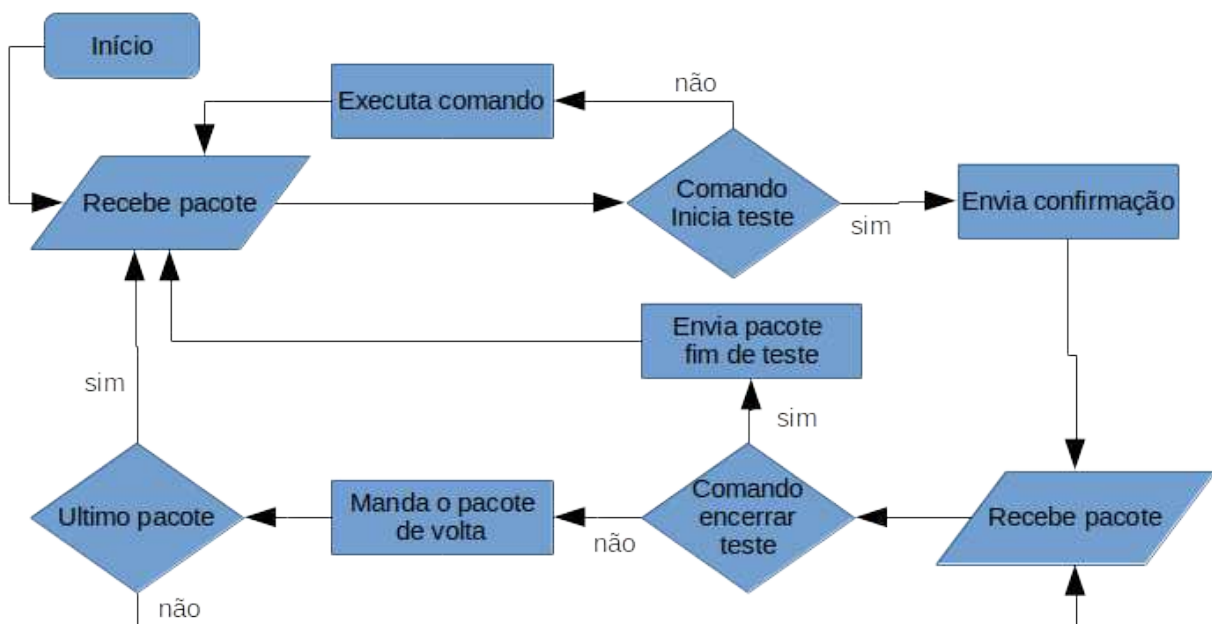 Início
não
Executa comando
Recebe pacote
Comando
Inicia teste
sim
Envia confirmação
Envia pacote
fim de teste
sim
sim
Ultimo pacote
Manda o pacote
de volta
não
Comando
encerrar
teste
Recebe pacote
não